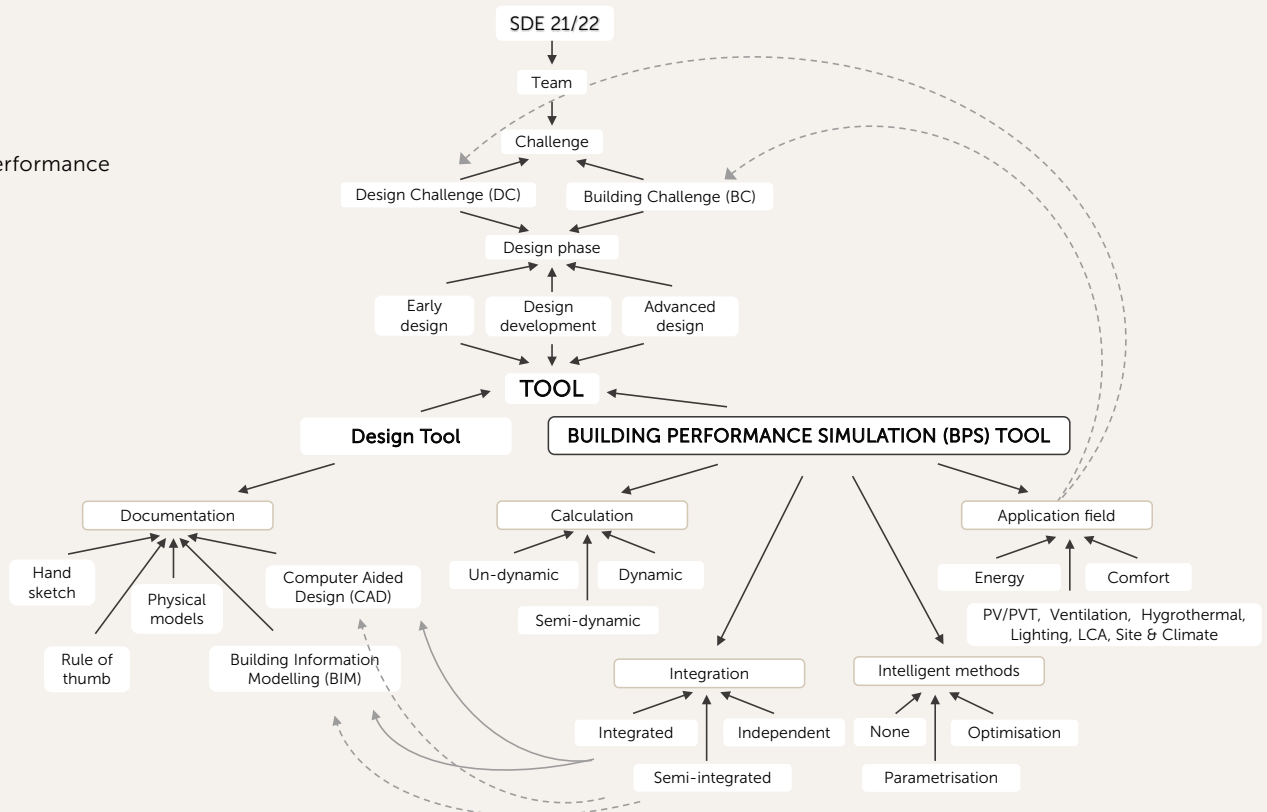 SDE 21/22
Team
Challenge
erformance
Design Challenge (DC)
Building Challenge (BC)
Design phase
Early
design
Design
development
Advanced
design
TOOL
Design Tool
BUILDING PERFORMANCE SIMULATION (BPS) TOOL
Documentation
Calculation
Application field
Hand
sketch
Physical
models
Computer Aided
Design (CAD)
Rule of
thumb
Building Information
Modelling (BIM)
Un-dynamic
Dynamic
Semi-dynamic
Energy
Comfort
PV/PVT, Ventilation, Hygrothermal,
Lighting, LCA, Site & Climate
Integration
Intelligent methods
Integrated
Independent
Semi-integrated
None
Optimisation
Parametrisation